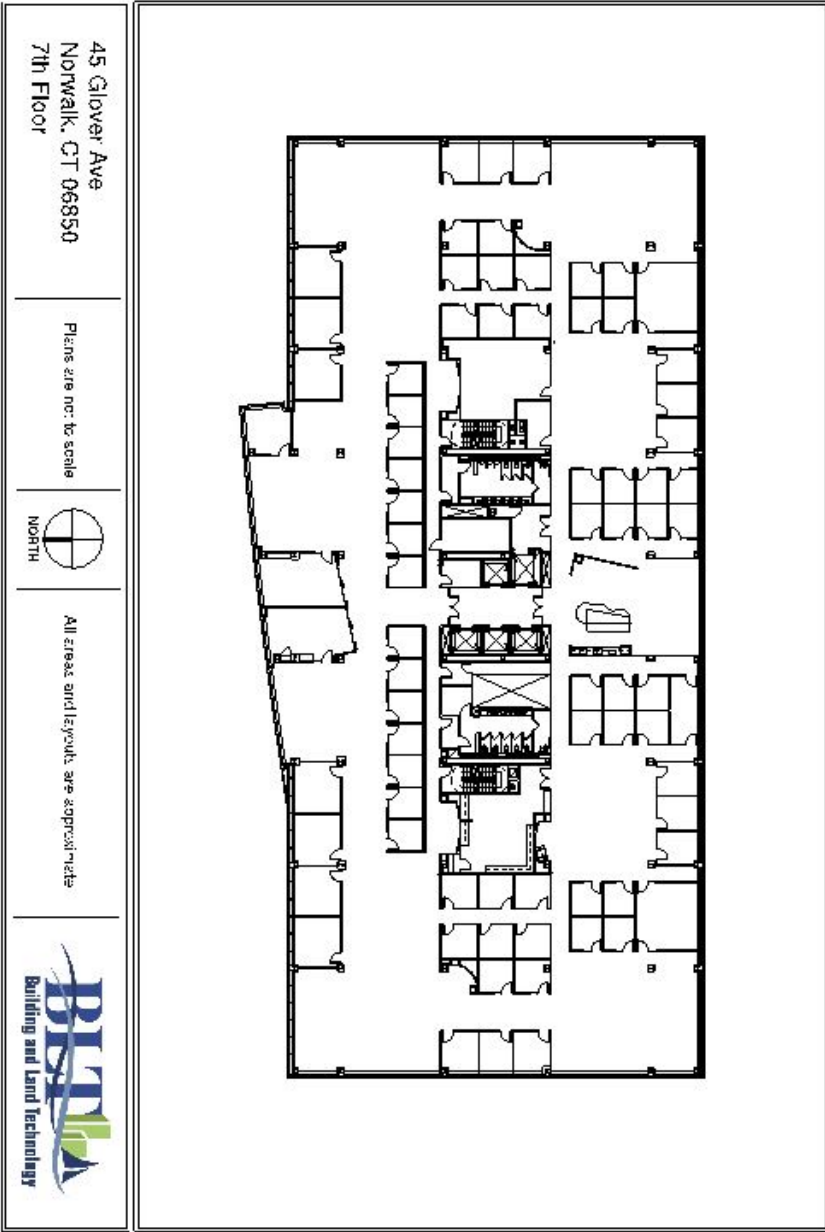 45 Glover Ave
Norwalk, CT 06850
7th Floor
Plans are not to scale
NORTH
All areas and layouts are approximate
BLT
Building and Land Technology